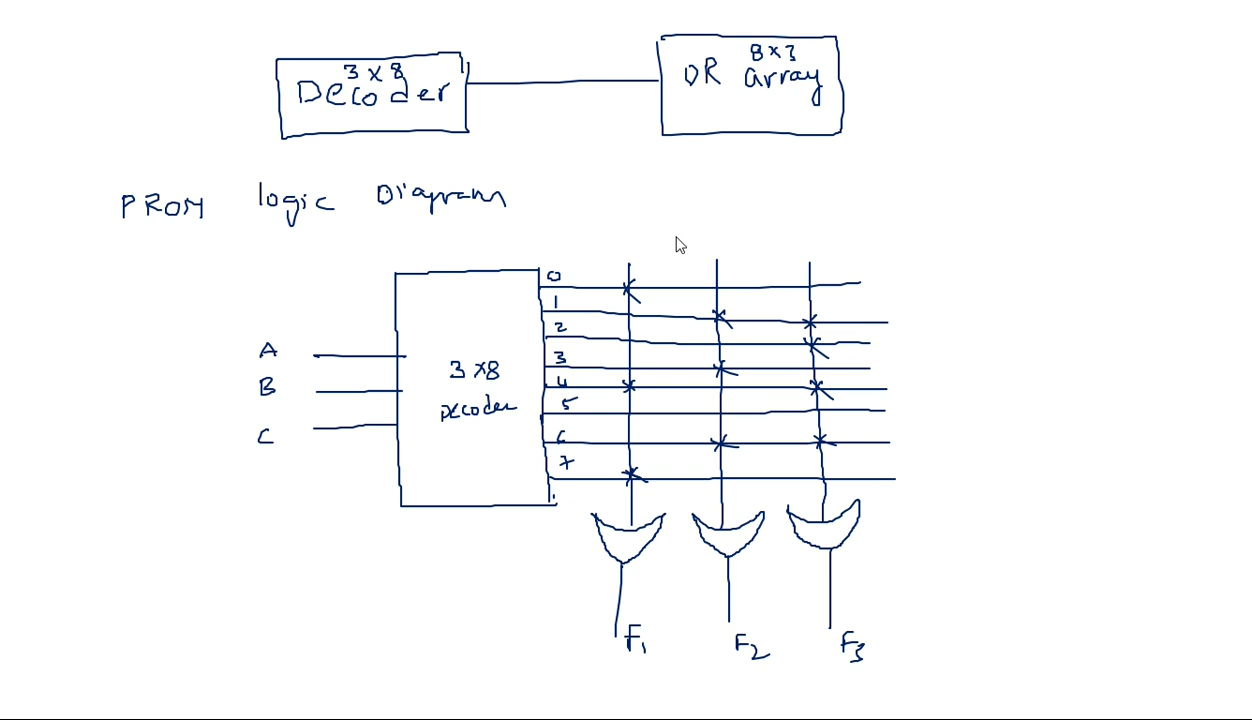 3 x 8
Decoder
8 x 3
OR array
PROM logic Diagram
0
1
2
3
4
5
6
7
A
B
C
3 x8
Decoder
F1
F2
F3